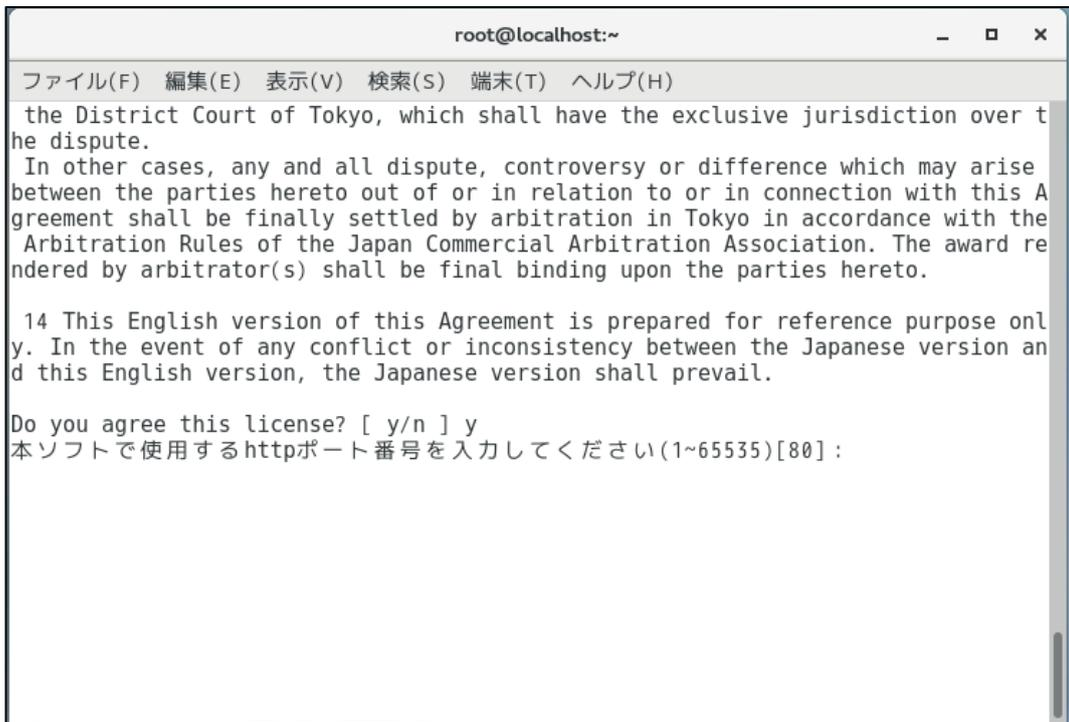 root@localhost:~
ファイル(F) 編集(E) 表示(V) 検索(S) 端末(T) ヘルプ(H)
the District Court of Tokyo, which shall have the exclusive jurisdiction over t
he dispute.
In other cases, any and all dispute, controversy or difference which may arise
between the parties hereto out of or in relation to or in connection with this A
greement shall be finally settled by arbitration in Tokyo in accordance with the
Arbitration Rules of the Japan Commercial Arbitration Association. The award re
ndered by arbitrator(s) shall be final binding upon the parties hereto.
14 This English version of this Agreement is prepared for reference purpose onl
y. In the event of any conflict or inconsistency between the Japanese version an
d this English version, the Japanese version shall prevail.
Do you agree this license? [ y/n ] y
本ソフトで使用するhttpポート番号を入力してください(1~65535)[80]: